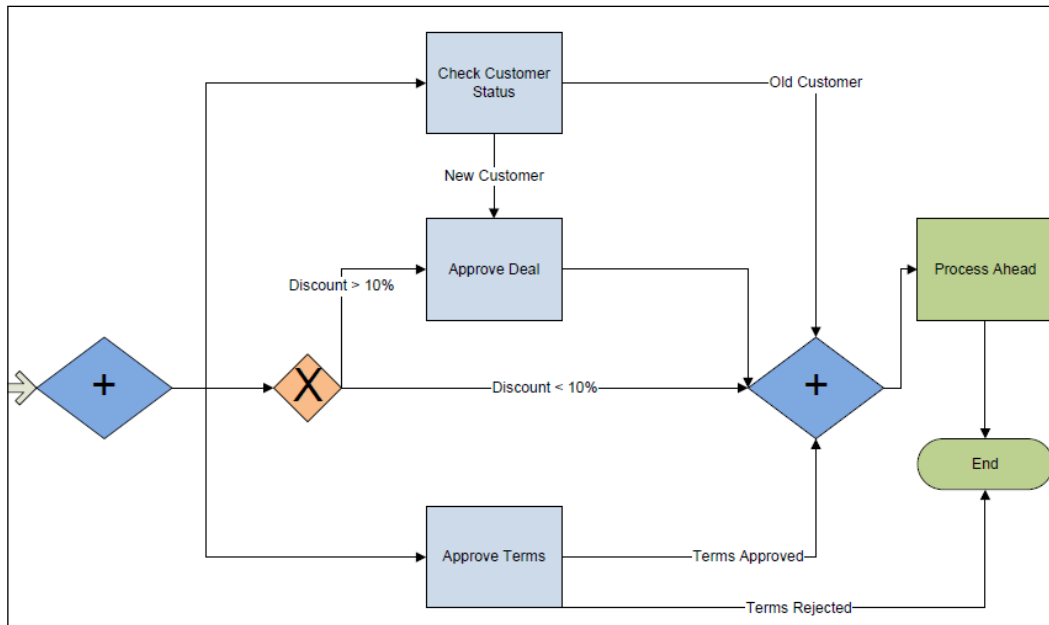 Check Customer
Status
Old Customer
New Customer
Approve Deal
Process Ahead
Discount > 10%
+
X
Discount < 10%
+
End
Approve Terms
Terms Approved
Terms Rejected